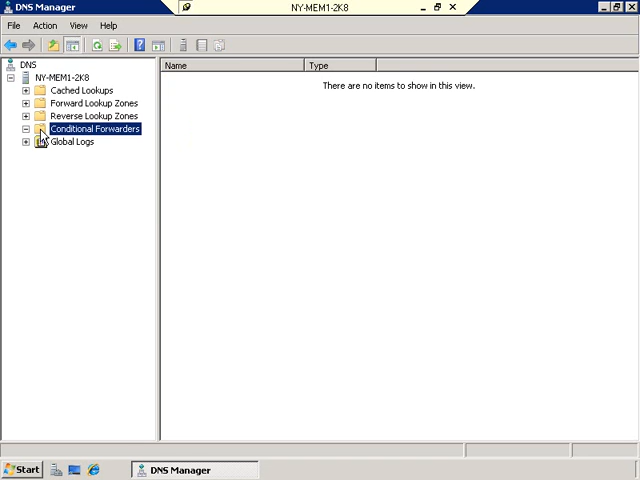 DNS Manager
NY-MEM1-2K8
File Action View Help
DNS
NY-MEM1-2K8
Cached Lookups
Forward Lookup Zones
Reverse Lookup Zones
Conditional Forwarders
Global Logs
Name Type
There are no items to show in this view.
Start DNS Manager